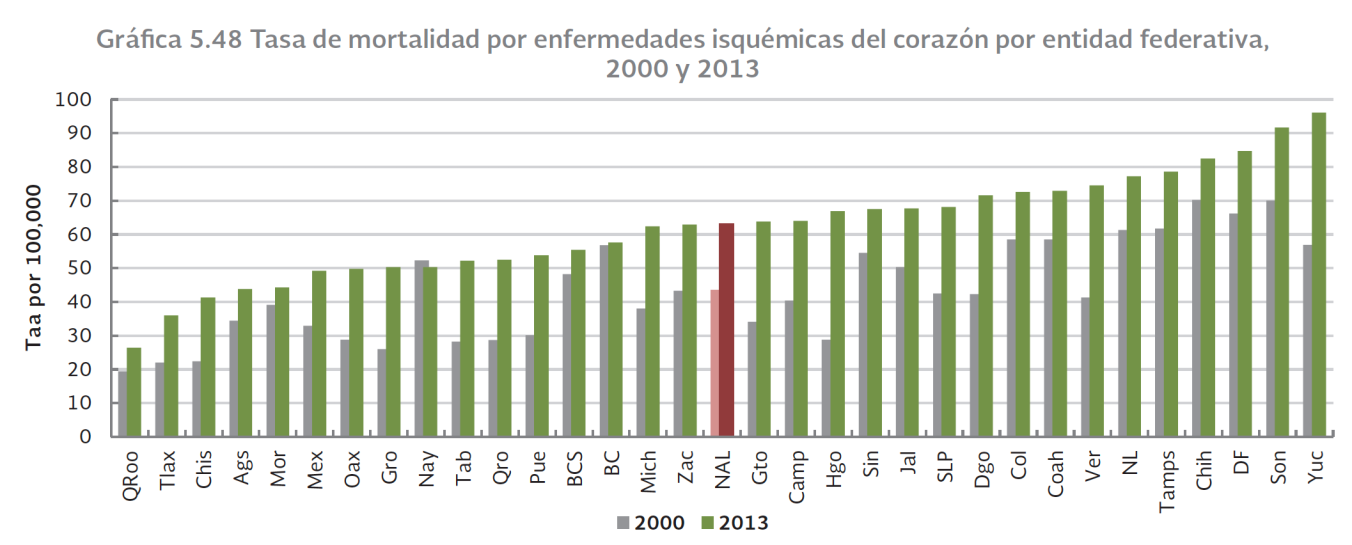 Gráfica 5.48 Tasa de mortalidad por enfermedades isquémicas del corazón por entidad federativa,
2000 y 2013
Taa por 100,000
100
90
80
70
60
50
40
30
20
10
0
QRoo
Tlax
Chis
Ags
Mor
Mex
Oax
Gro
Nay
Tab
Qro
Pue
BCS
BC
Mich
Zac
NAL
Gto
Camp
Hgo
Sin
Jal
SLP
Dgo
Col
Coah
Ver
NL
Tamps
Chih
DF
Son
Yuc
2000 2013